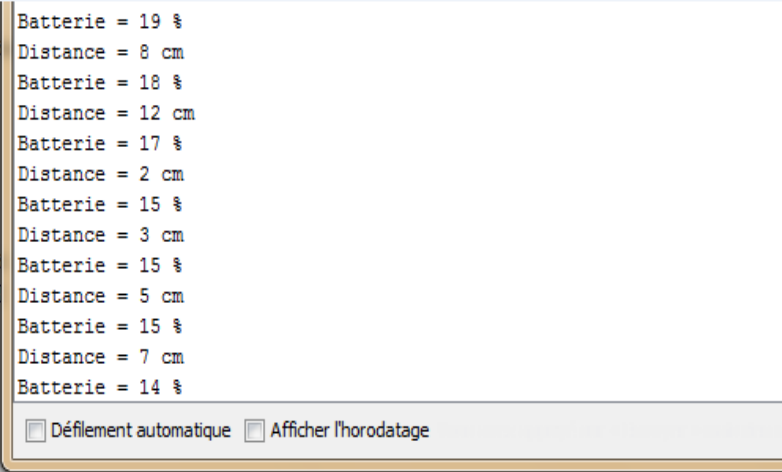 Batterie = 19 %
Distance = 8 cm
Batterie = 18 %
Distance = 12 cm
Batterie = 17 %
Distance = 2 cm
Batterie = 15 %
Distance = 3 cm
Batterie = 15 %
Distance = 5 cm
Batterie = 15 %
Distance = 7 cm
Batterie = 14 %
Défilement automatique Afficher l'horodatage